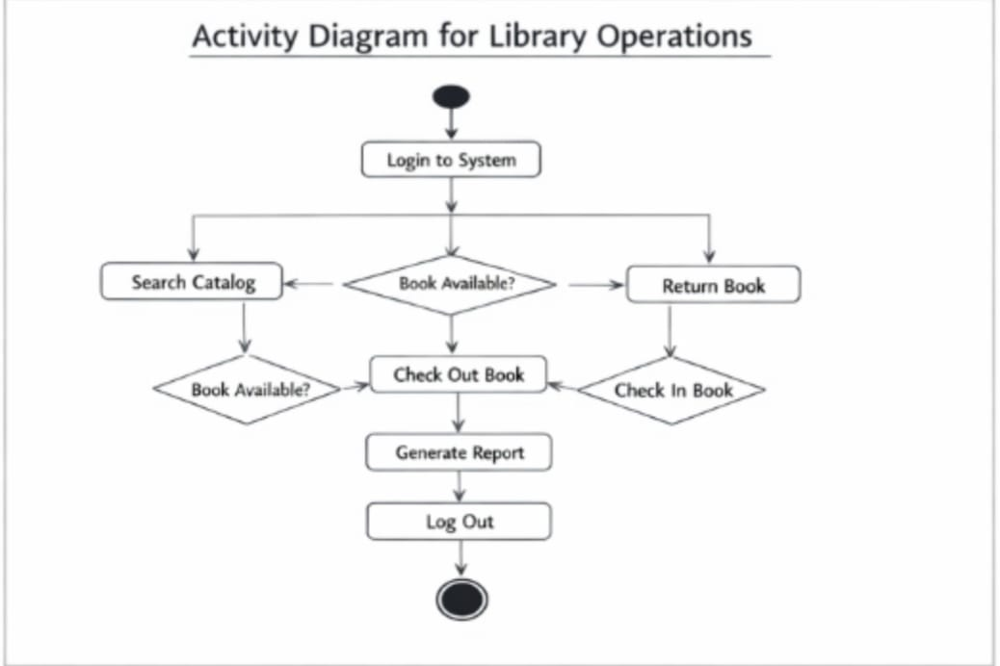 Activity Diagram for Library Operations
Login to System
Search Catalog
Book Available?
Return Book
Book Available?
Check Out Book
Check In Book
Generate Report
Log Out